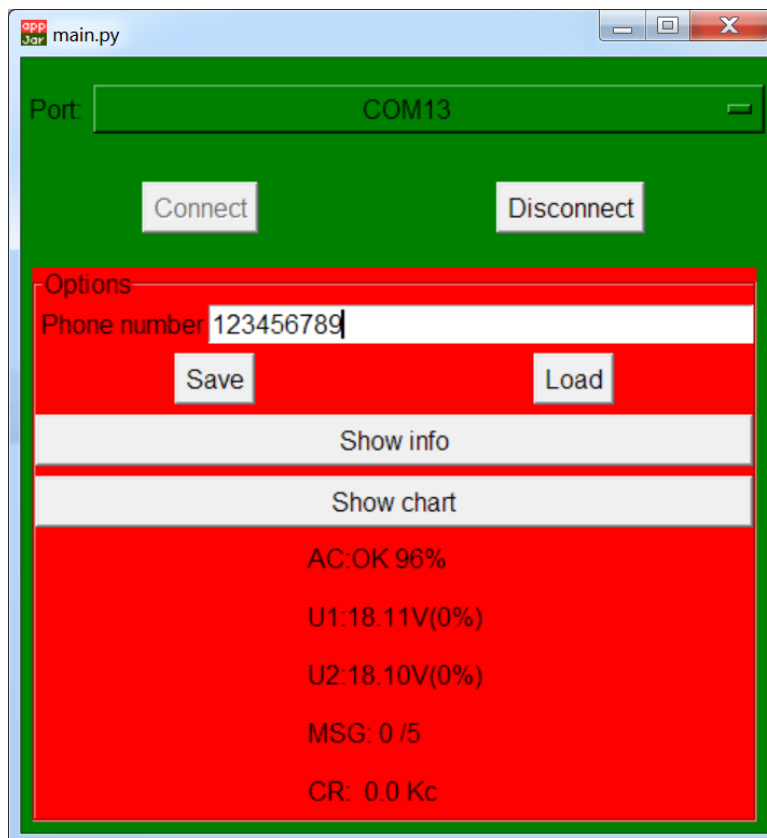 app
Jar
main.py
Port: COM13
Connect Disconnect
Options
Phone number 123456789
Save Load
Show info
Show chart
AC:OK 96%
U1:18.11V(0%)
U2:18.10V(0%)
MSG: 0 /5
CR:  0.0 Kc